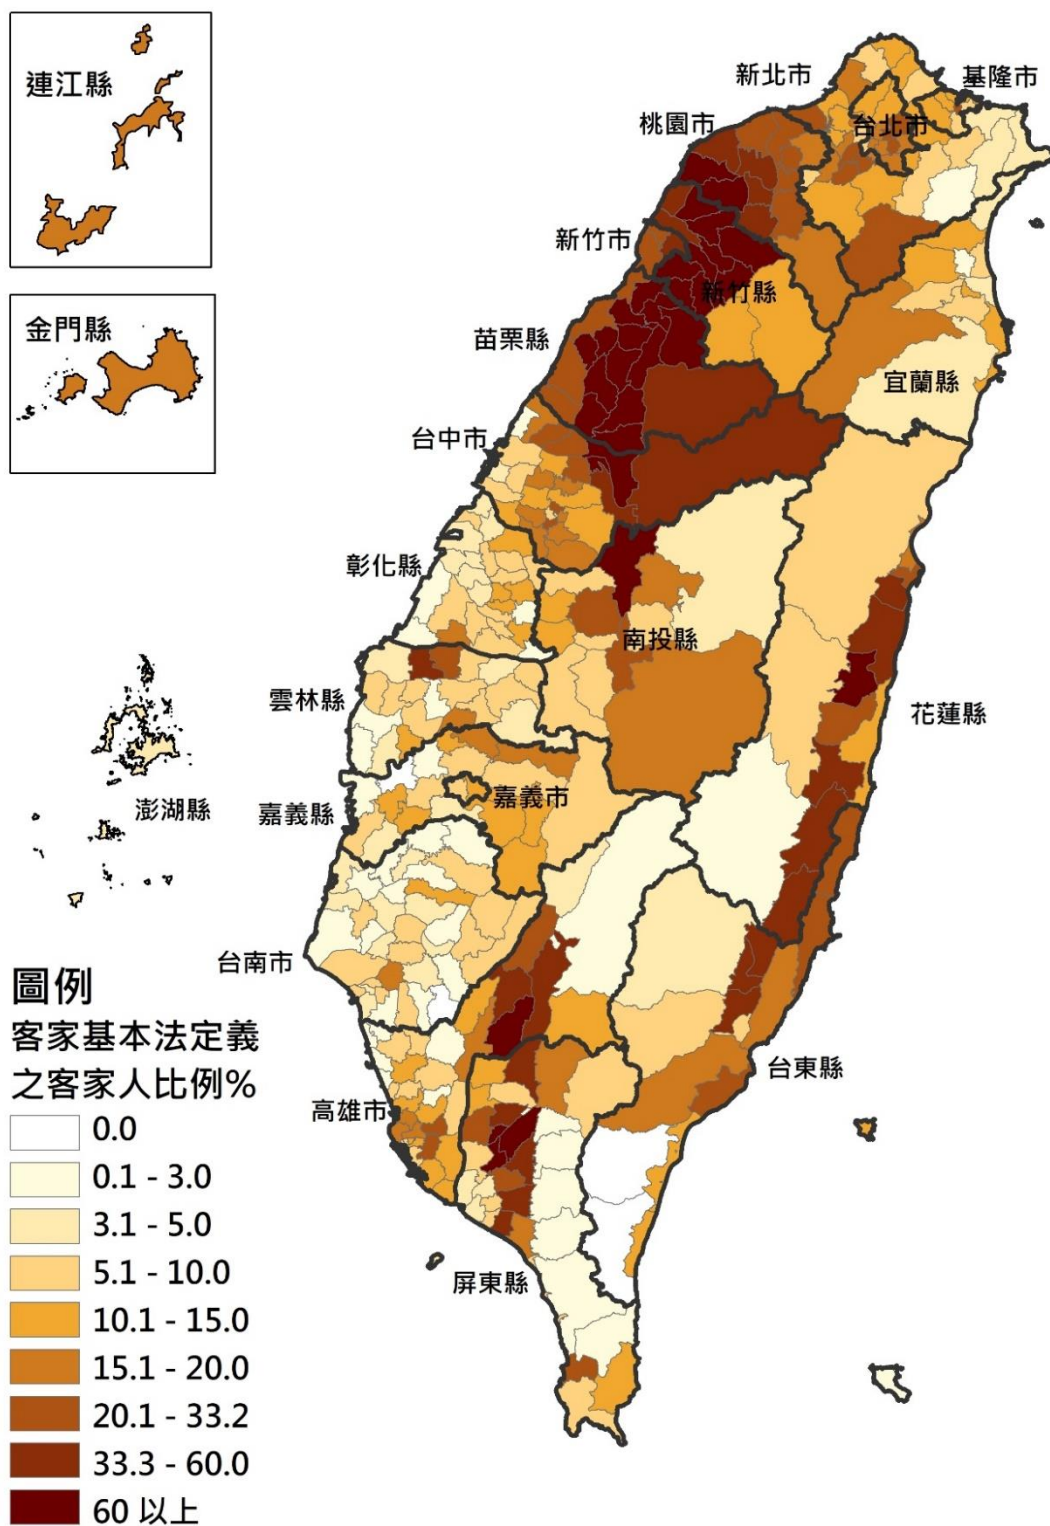 連江縣
金門縣
新北市
基隆市
桃園市
台北市
新竹市
新竹縣
苗栗縣
宜蘭縣
台中市
彰化縣
南投縣
雲林縣
花蓮縣
嘉義市
嘉義縣
澎湖縣
台南市
台東縣
高雄市
屏東縣
圖例
客家基本法定義
之客家人比例%
0.0
0.1 - 3.0
3.1 - 5.0
5.1 - 10.0
10.1 - 15.0
15.1 - 20.0
20.1 - 33.2
33.3 - 60.0
60 以上